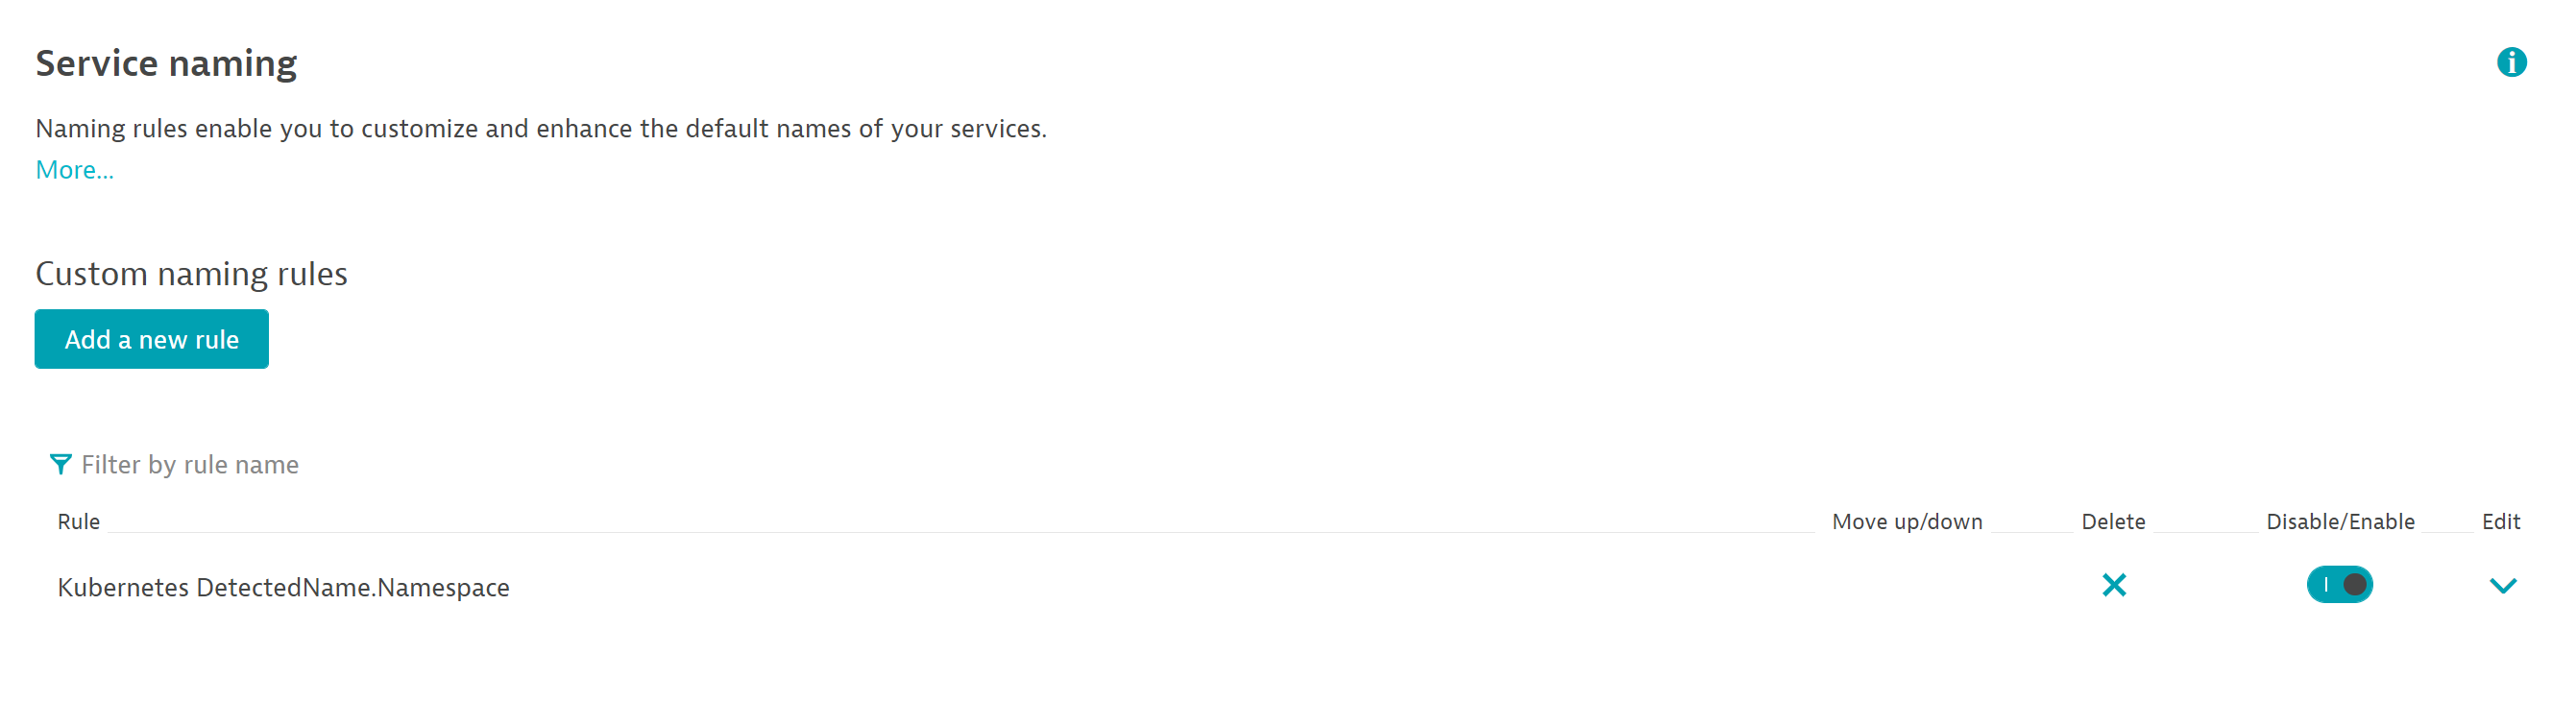 Service naming
Naming rules enable you to customize and enhance the default names of your services.
More...
Custom naming rules
Add a new rule
Filter by rule name
Rule Move up/down Delete Disable/Enable Edit
Kubernetes DetectedName.Namespace